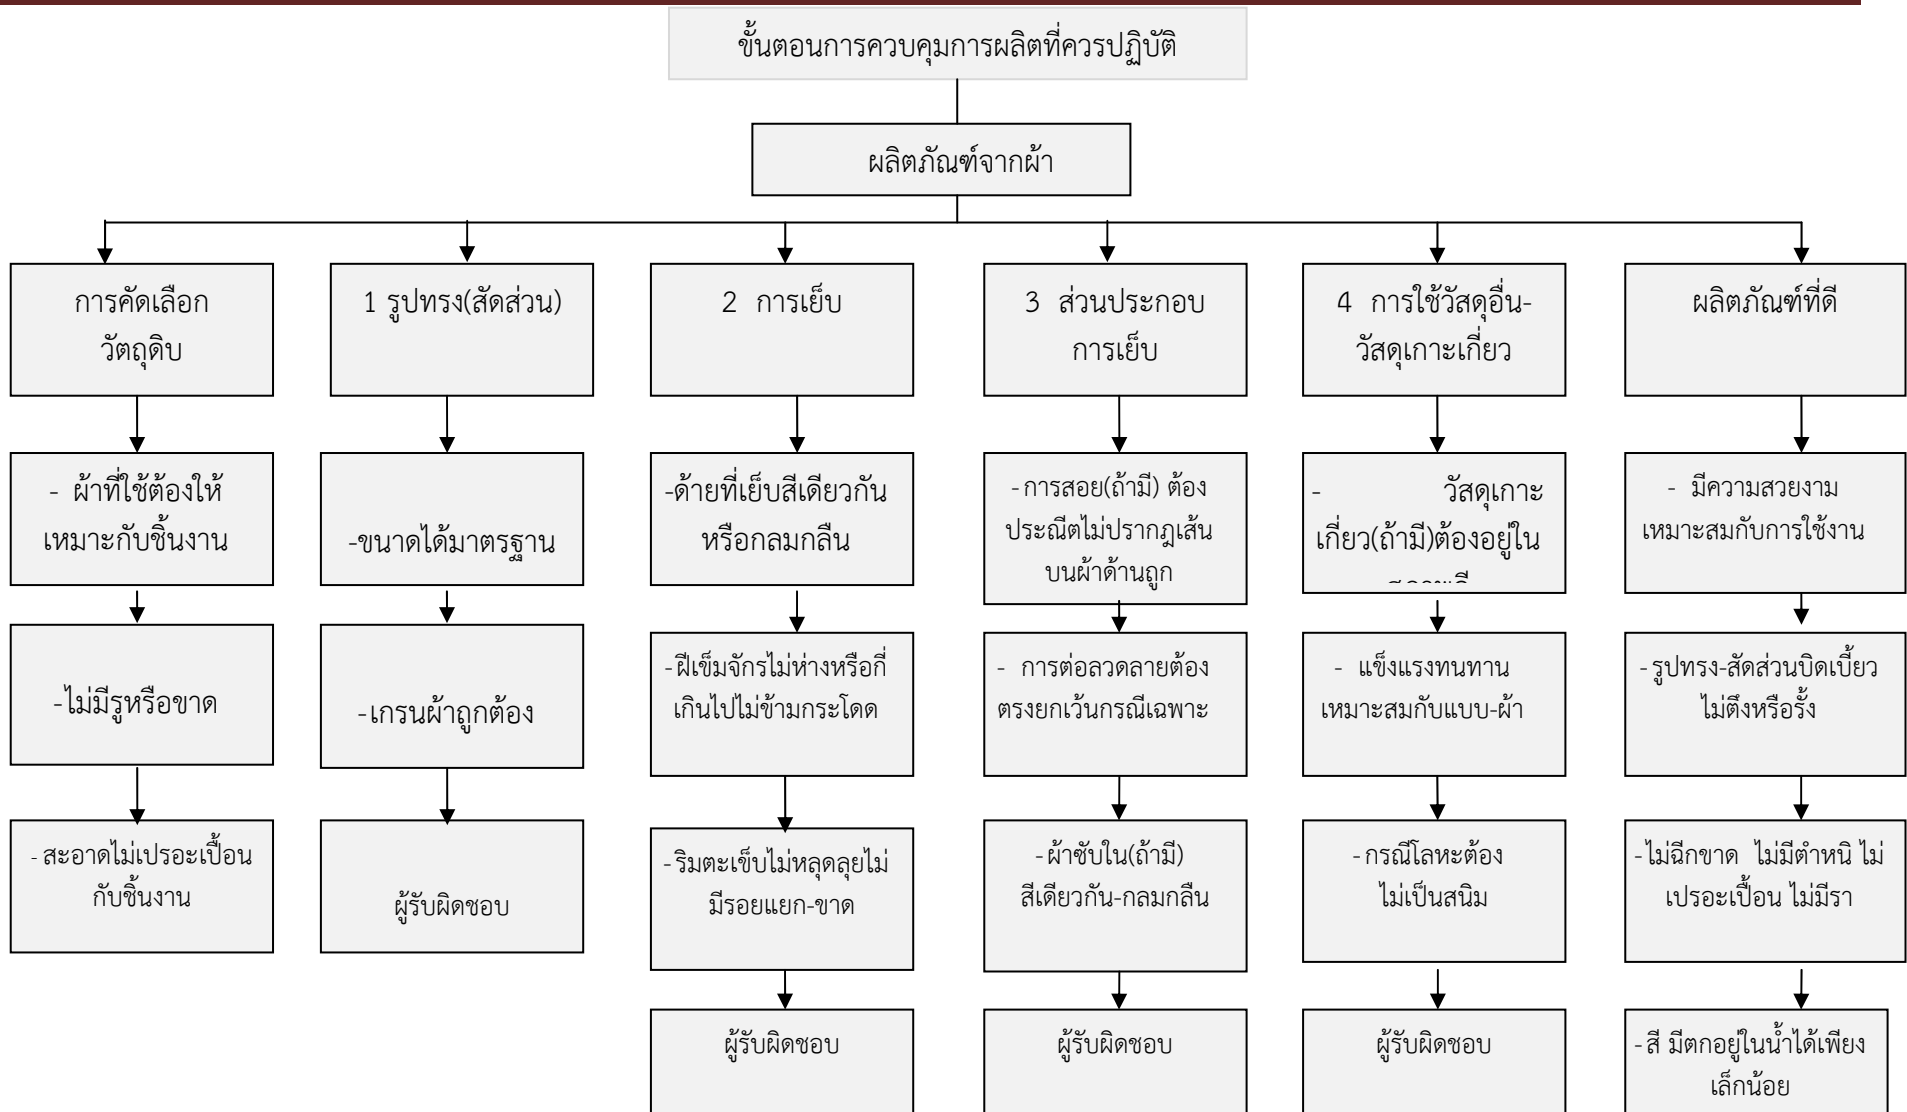 ขั้นตอนการควบคุมการผลิตที่ควรปฏิบัติ
ผลิตภัณฑ์จากผ้า
การคัดเลือก
วัตถุดิบ
- ผ้าที่ใช้ต้องให้
เหมาะกับชิ้นงาน
-ไม่มีรูหรือขาด
- สะอาดไม่เปรอะเปื้อน
กับชิ้นงาน
1 รูปทรง(สัดส่วน)
-ขนาดได้มาตรฐาน
-เกรนผ้าถูกต้อง
ผู้รับผิดชอบ
2 การเย็บ
-ด้ายที่เย็บสีเดียวกัน
หรือกลมกลืน
-ฝีเข็มจักรไม่ห่างหรือกี่
เกินไปไม่ข้ามกระโดด
-ริมตะเข็บไม่หลุดลุยไม่
มีรอยแยก-ขาด
ผู้รับผิดชอบ
3 ส่วนประกอบ
การเย็บ
-การสอย(ถ้ามี) ต้อง
ประณีตไม่ปรากฎเส้น
บนผ้าด้านถูก
- การต่อลวดลายต้อง
ตรงยกเว้นกรณีเฉพาะ
-ผ้าซับใน(ถ้ามี)
สีเดียวกัน-กลมกลืน
ผู้รับผิดชอบ
4 การใช้วัสดุอื่น-
วัสดุเกาะเกี่ยว
- วัสดุเกาะ
เกี่ยว(ถ้ามี)ต้องอยู่ใน
- แข็งแรงทนทาน
เหมาะสมกับแบบ-ผ้า
-กรณีโลหะต้อง
ไม่เป็นสนิม
ผู้รับผิดชอบ
ผลิตภัณฑ์ที่ดี
- มีความสวยงาม
เหมาะสมกับการใช้งาน
-รูปทรง-สัดส่วนบิดเบี้ยว
ไม่ตึงหรือรั้ง
-ไม่ฉีกขาด ไม่มีตำหนิ ไม่
เปรอะเปื้อน ไม่มีรา
-สี มีตกอยู่ในน้ำได้เพียง
เล็กน้อย